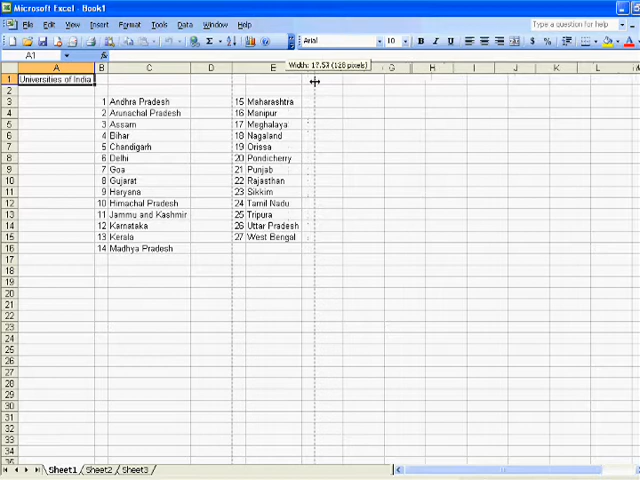 Microsoft Excel - Book1
File Edit View Insert Format Tools Data Window Help
Type a question for help
Arial 10 B I U $ %
A1 fx
Width: 17.57 (128 pixels)
A B C D E G H I J K L
1 Universities of India
2
3 1 Andhra Pradesh 15 Maharashtra
4 2 Arunachal Pradesh 16 Manipur
5 3 Assam 17 Meghalaya
6 4 Bihar 18 Nagaland
7 5 Chandigarh 19 Orissa
8 6 Delhi 20 Pondicherry
9 7 Goa 21 Punjab
10 8 Gujarat 22 Rajasthan
11 9 Haryana 23 Sikkim
12 10 Himachal Pradesh 24 Tamil Nadu
13 11 Jammu and Kashmir 25 Tripura
14 12 Karnataka 26 Uttar Pradesh
15 13 Kerala 27 West Bengal
16 14 Madhya Pradesh
17
18
19
20
21
22
23
24
25
26
27
28
29
30
31
32
33
34
Sheet1 Sheet2 Sheet3